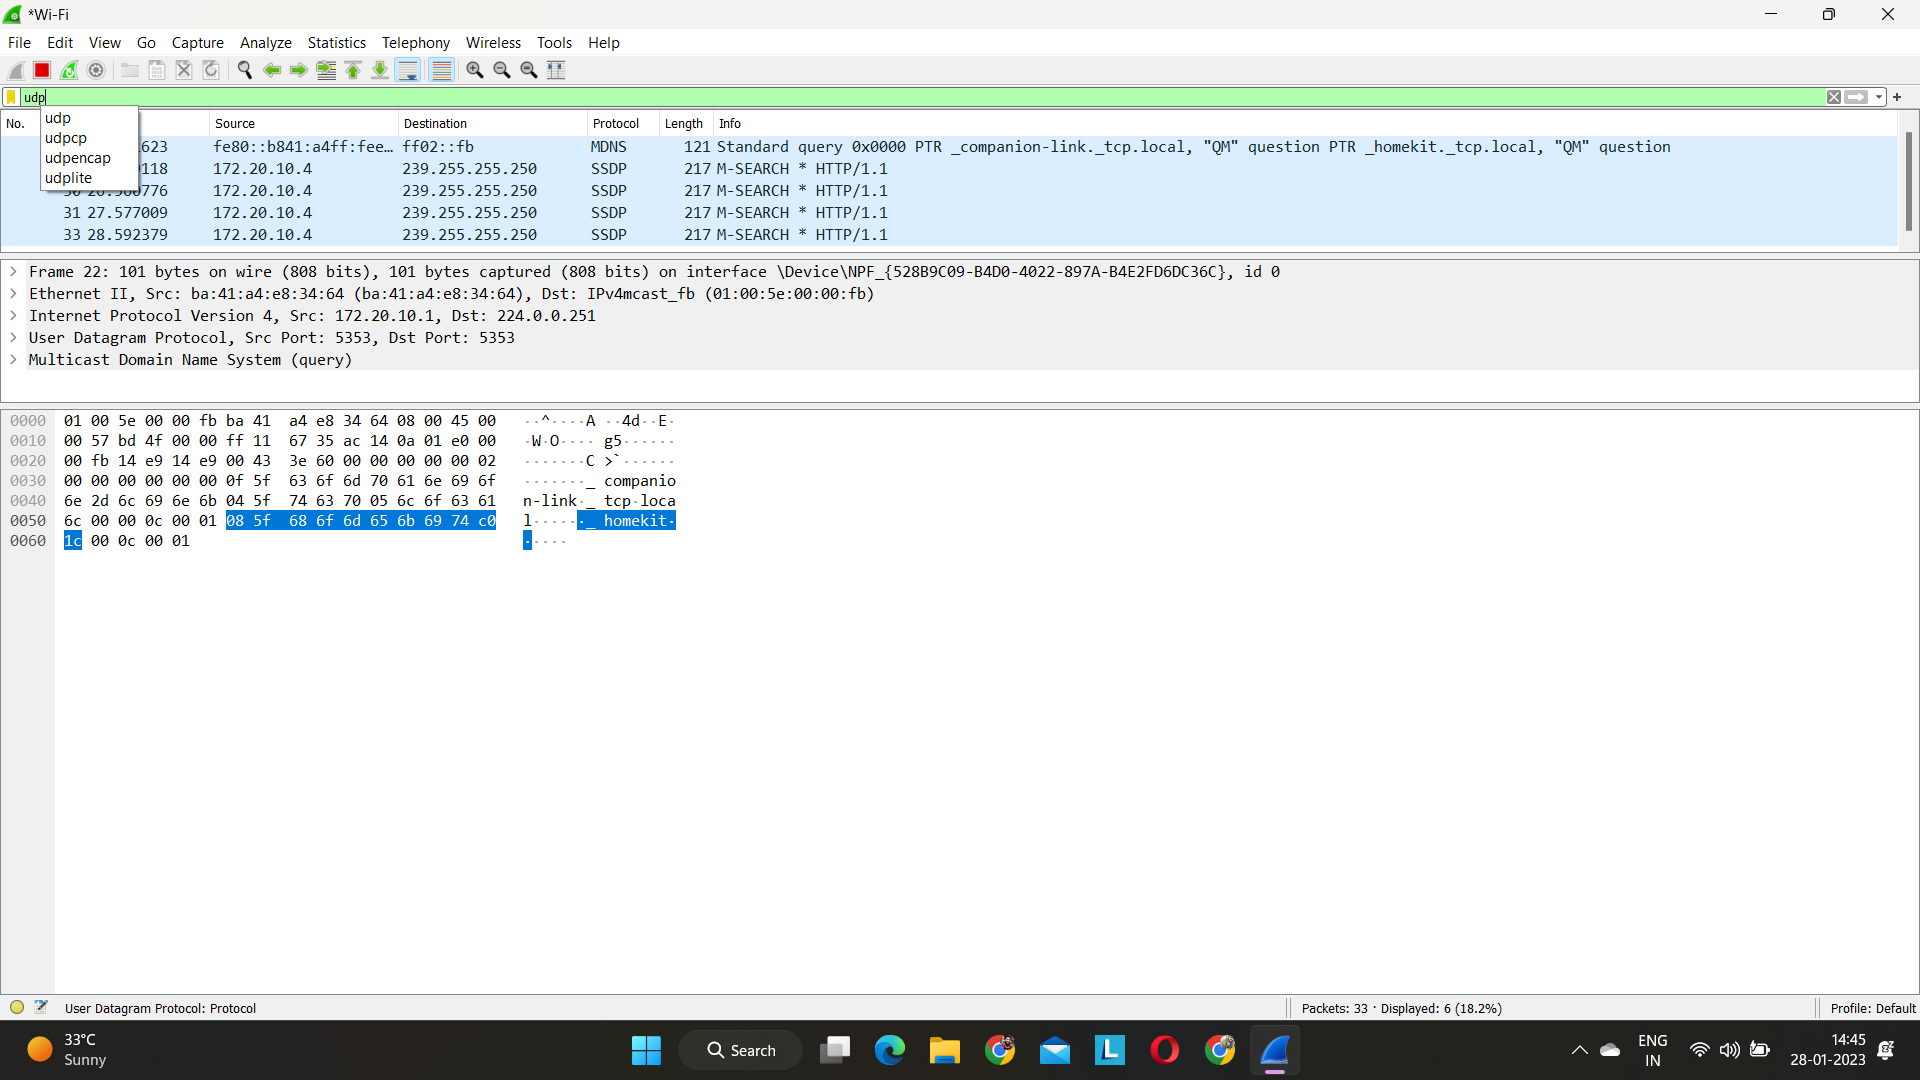 *Wi-Fi
File Edit View Go Capture Analyze Statistics Telephony Wireless Tools Help
udp
udp
udpcp
udpencap
udplite
No. Source Destination Protocol Length Info
623 fe80::b841:a4ff:fee… ff02::fb MDNS 121 Standard query 0x0000 PTR _companion-link._tcp.local, "QM" question PTR _homekit._tcp.local, "QM" question
118 172.20.10.4 239.255.255.250 SSDP 217 M-SEARCH * HTTP/1.1
776 172.20.10.4 239.255.255.250 SSDP 217 M-SEARCH * HTTP/1.1
31 27.577009 172.20.10.4 239.255.255.250 SSDP 217 M-SEARCH * HTTP/1.1
33 28.592379 172.20.10.4 239.255.255.250 SSDP 217 M-SEARCH * HTTP/1.1
Frame 22: 101 bytes on wire (808 bits), 101 bytes captured (808 bits) on interface \Device\NPF_{528B9C09-B4D0-4022-897A-B4E2FD6DC36C}, id 0
Ethernet II, Src: ba:41:a4:e8:34:64 (ba:41:a4:e8:34:64), Dst: IPv4mcast_fb (01:00:5e:00:00:fb)
Internet Protocol Version 4, Src: 172.20.10.1, Dst: 224.0.0.251
User Datagram Protocol, Src Port: 5353, Dst Port: 5353
Multicast Domain Name System (query)
0000 01 00 5e 00 00 fb ba 41 a4 e8 34 64 08 00 45 00 ··^····A ··4d··E·
0010 00 57 bd 4f 00 00 ff 11 67 35 ac 14 0a 01 e0 00 ·W·O···· g5······
0020 00 fb 14 e9 14 e9 00 43 3e 60 00 00 00 00 00 02 ·······C >`······
0030 00 00 00 00 00 00 0f 5f 63 6f 6d 70 61 6e 69 6f ·······_ companio
0040 6e 2d 6c 69 6e 6b 04 5f 74 63 70 05 6c 6f 63 61 n-link·_ tcp·loca
0050 6c 00 00 0c 00 01 08 5f 68 6f 6d 65 6b 69 74 c0 l······_ homekit·
0060 1c 00 0c 00 01 ·····
User Datagram Protocol: Protocol Packets: 33 · Displayed: 6 (18.2%) Profile: Default
33°C
Sunny
Search
ENG
IN
14:45
28-01-2023